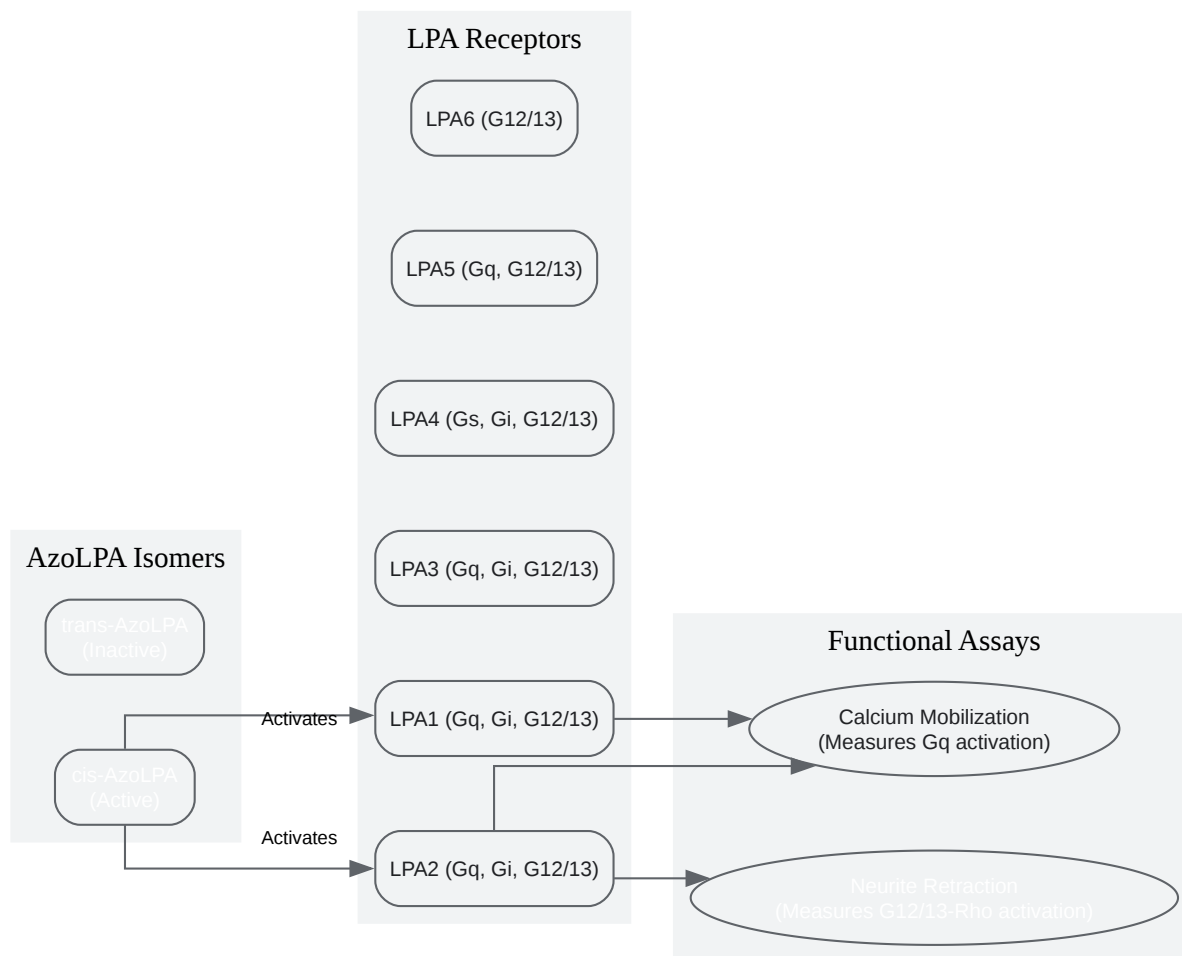 LPA Receptors
LPA6 (G12/13)
LPA5 (Gq, G12/13)
LPA4 (Gs, Gi, G12/13)
LPA3 (Gq, Gi, G12/13)
AzoLPA Isomers
trans-AzoLPA
(Inactive)
cis-AzoLPA
(Active)
Activates
Activates
LPA1 (Gq, Gi, G12/13)
LPA2 (Gq, Gi, G12/13)
Functional Assays
Calcium Mobilization
(Measures Gq activation)
Neurite Retraction
(Measures G12/13-Rho activation)